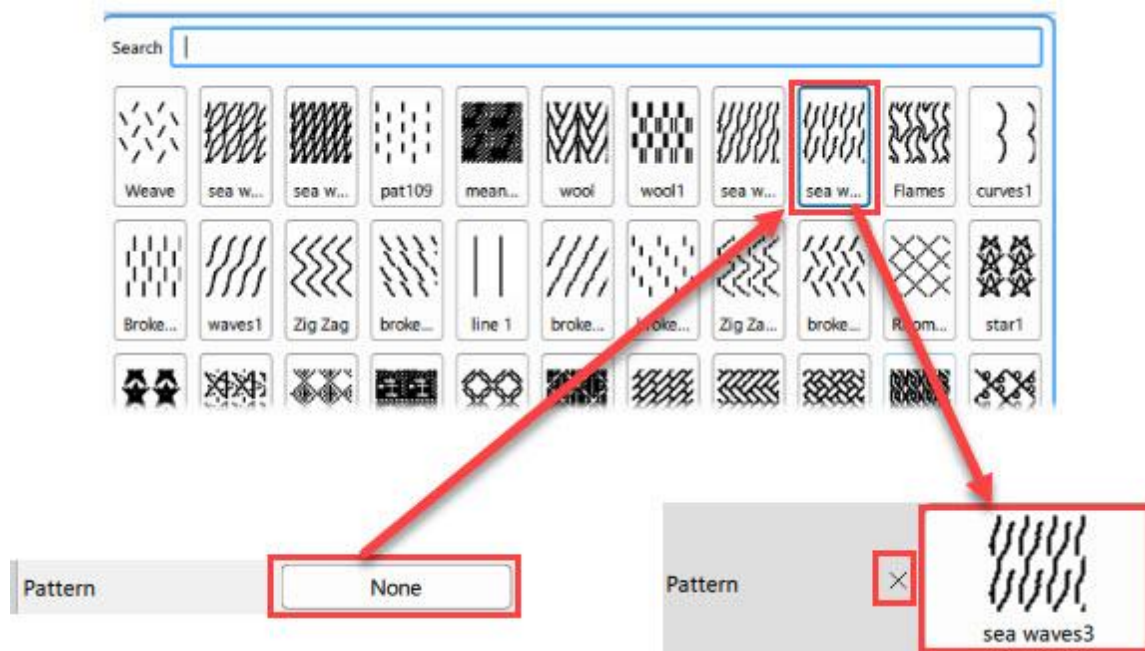 Search
Weave sea w... sea w... pat109 mean... wool wool1 sea w... sea w... Flames curves1
Broke... waves1 Zig Zag broke... line 1 broke... broke... Zig Za... broke... star1
Pattern None
Pattern
sea waves3